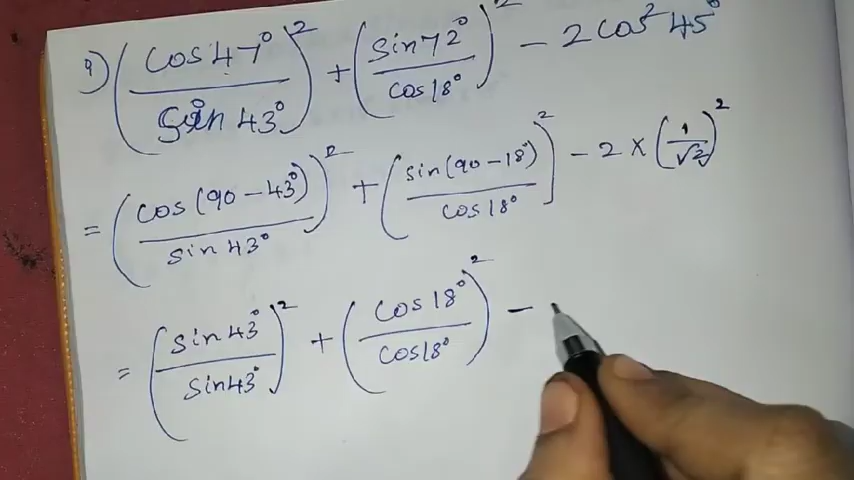 9) (cos 47° / sin 43°)² + (sin 72° / cos 18°)² - 2 cos² 45°
= (cos (90 - 43°) / sin 43°)² + (sin (90 - 18°) / cos 18°)² - 2 × (1 / √2)²
= (sin 43° / sin 43°)² + (cos 18° / cos 18°)² -